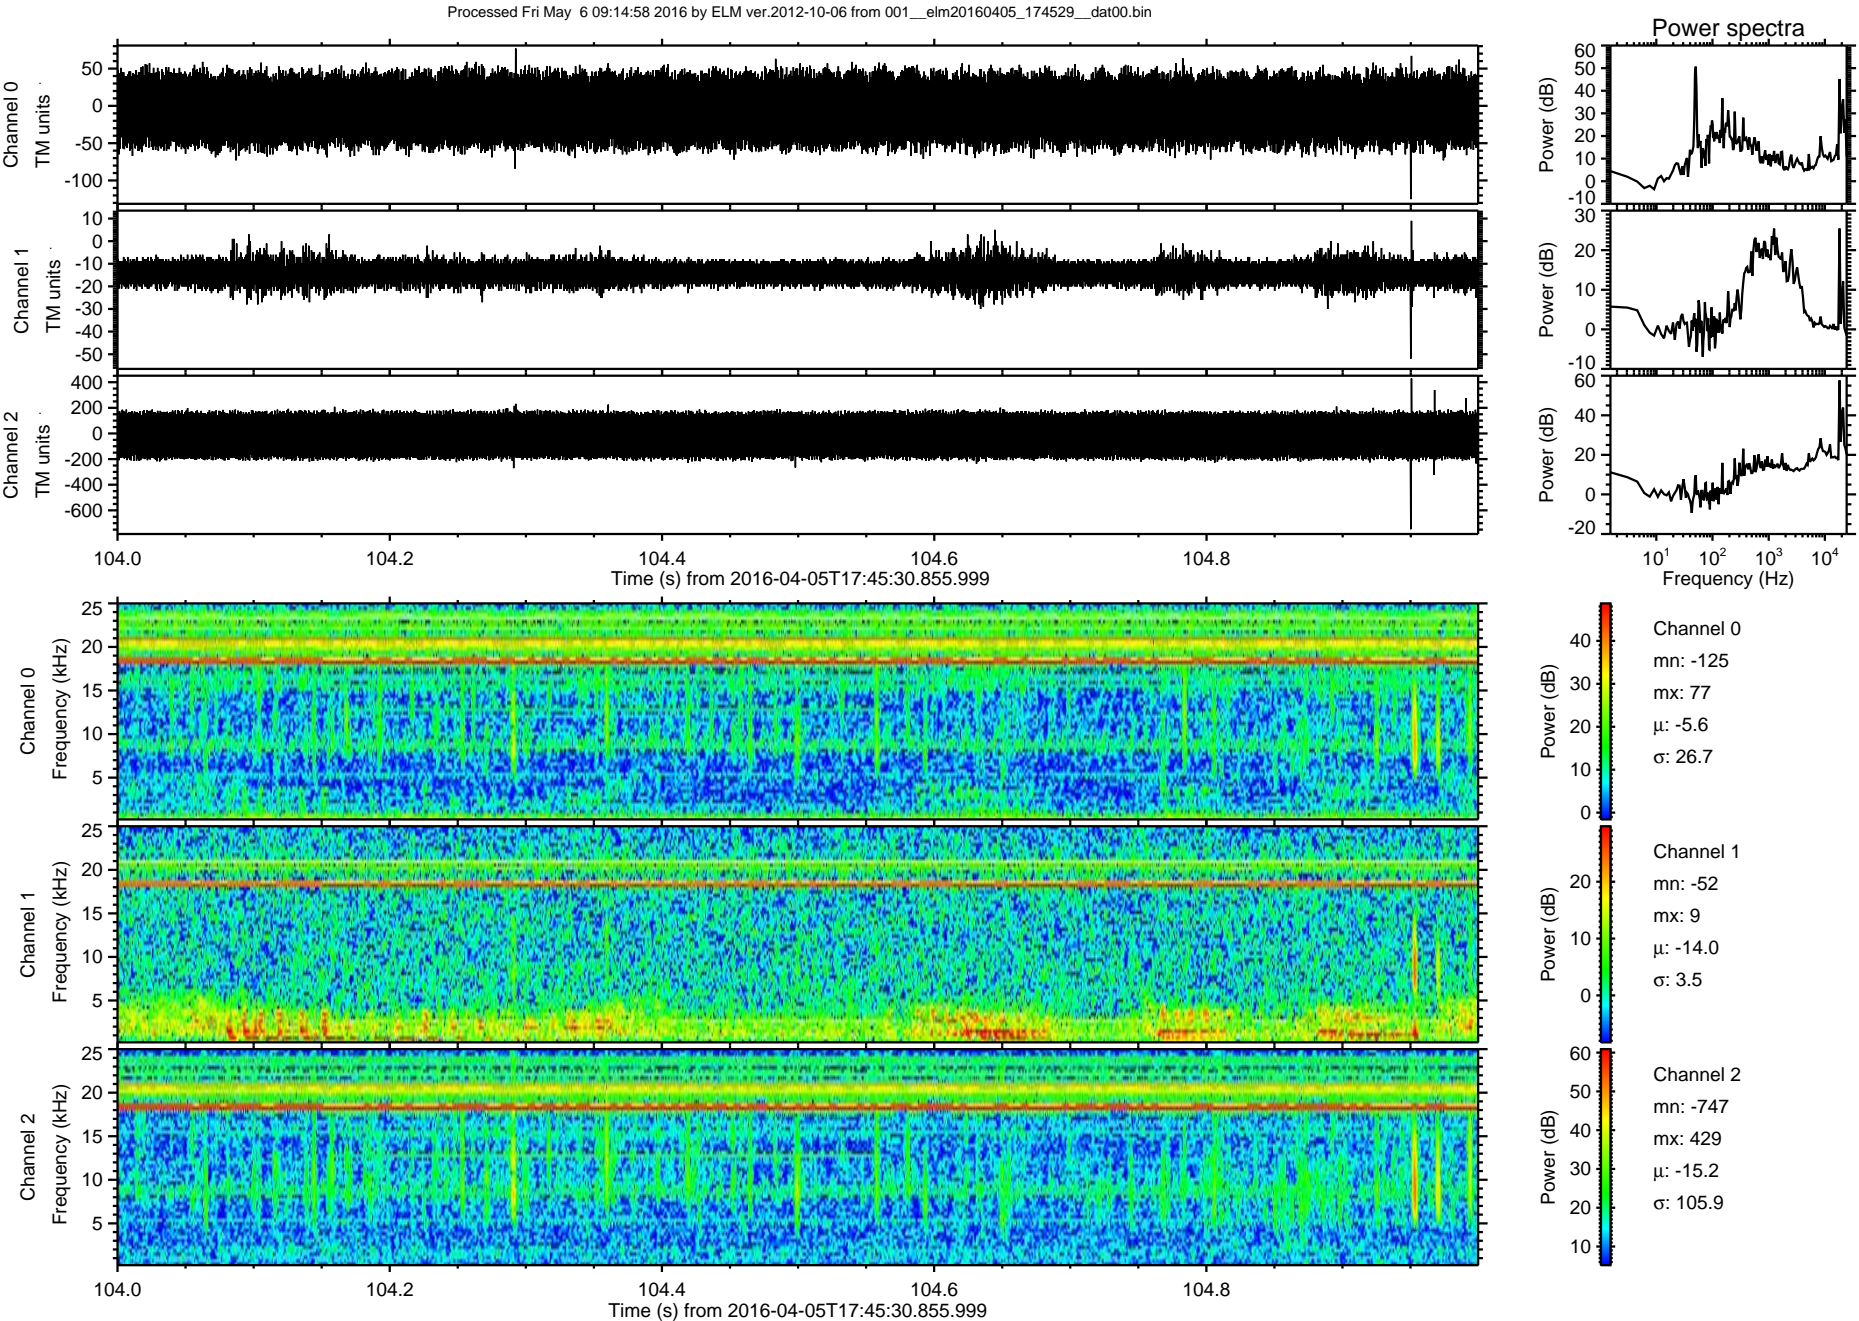 Processed Fri May  6 09:14:58 2016 by ELM ver.2012-10-06 from 001__elm20160405_174529__dat00.bin
Power spectra
Channel 0
TM units
50
0
-50
-100
Power (dB)
60
50
40
30
20
10
0
-10
Channel 1
TM units
10
0
-10
-20
-30
-40
-50
Power (dB)
30
20
10
0
-10
Channel 2
TM units
400
200
0
-200
-400
-600
Power (dB)
60
40
20
0
-20
104.0 104.2 104.4 104.6 104.8
Time (s) from 2016-04-05T17:45:30.855.999
10¹ 10² 10³ 10⁴
Frequency (Hz)
Channel 0
Frequency (kHz)
25
20
15
10
5
Power (dB)
40
30
20
10
0
Channel 0
mn: -125
mx: 77
μ: -5.6
σ: 26.7
Channel 1
Frequency (kHz)
25
20
15
10
5
Power (dB)
20
10
0
Channel 1
mn: -52
mx: 9
μ: -14.0
σ: 3.5
Channel 2
Frequency (kHz)
25
20
15
10
5
Power (dB)
60
50
40
30
20
10
Channel 2
mn: -747
mx: 429
μ: -15.2
σ: 105.9
104.0 104.2 104.4 104.6 104.8
Time (s) from 2016-04-05T17:45:30.855.999